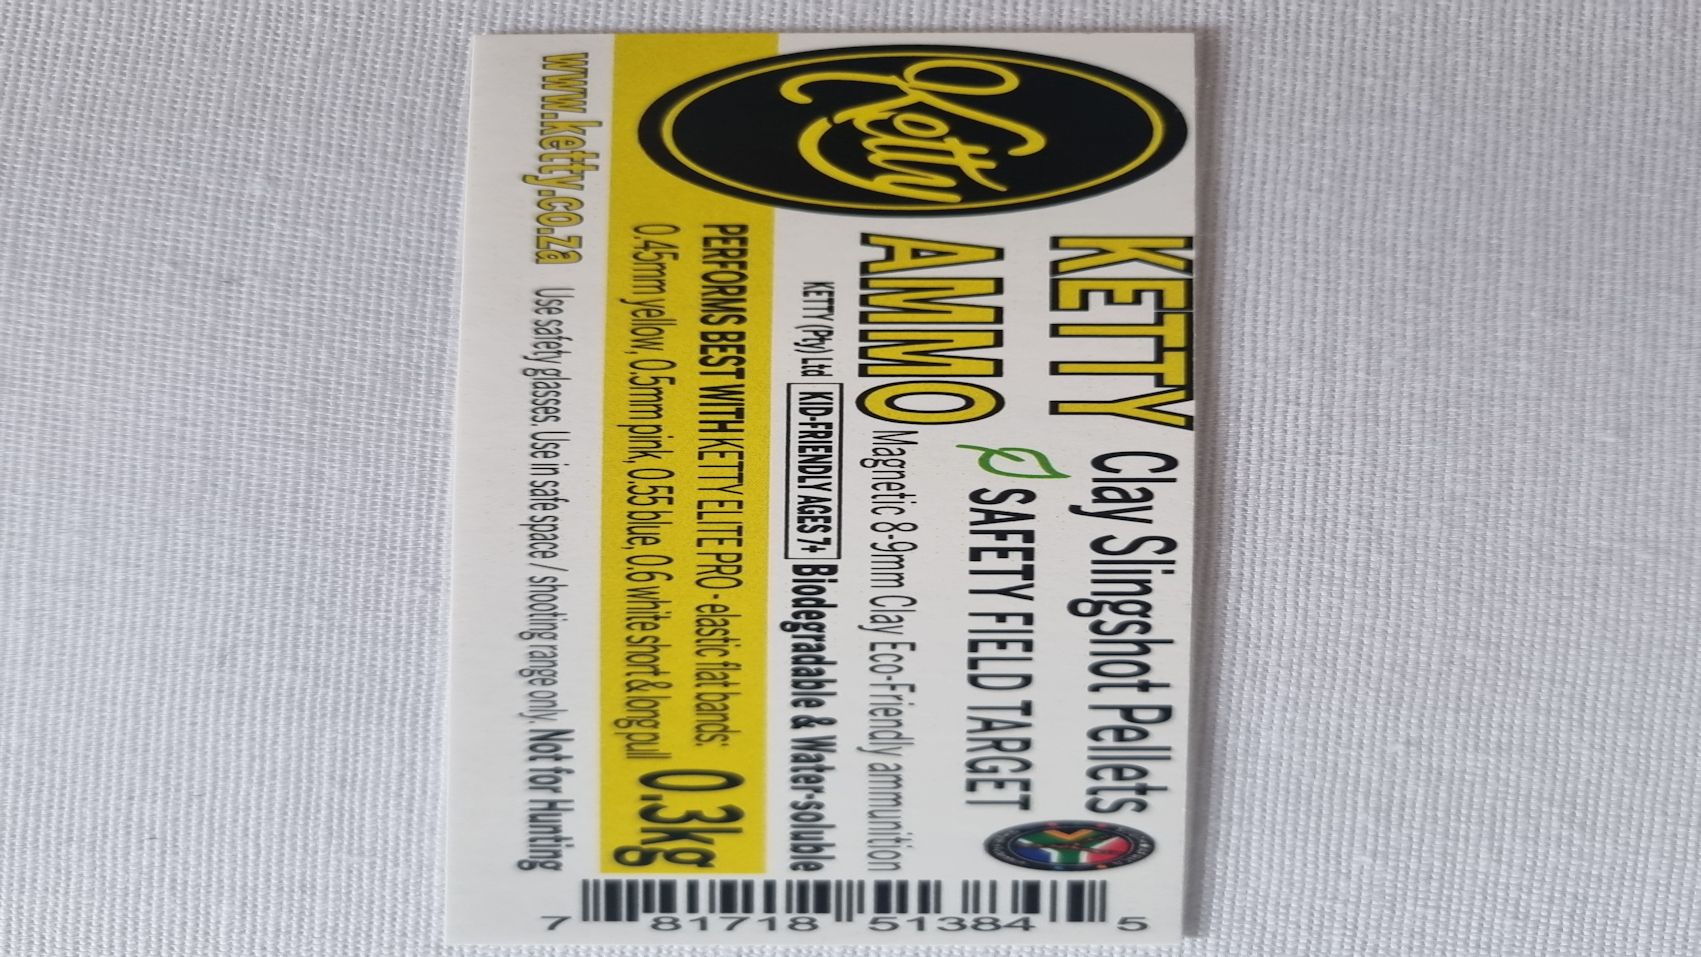 Ketty
KETTY Clay Slingshot Pellets
AMMO SAFETY FIELD TARGET
Magnetic 8-9mm Clay Eco-Friendly ammunition
KETTY (Pty) Ltd KID-FRIENDLY AGES 7+ Biodegradable & Water-soluble
PERFORMS BEST WITH KETTY ELITE PRO - elastic flat bands:
0,45mm yellow, 0.5mm pink, 0.55 blue, 0.6 white short & long pull
0.3kg
www.ketty.co.za Use safety glasses. Use in safe space / shooting range only. Not for Hunting
7 81718 51384 5